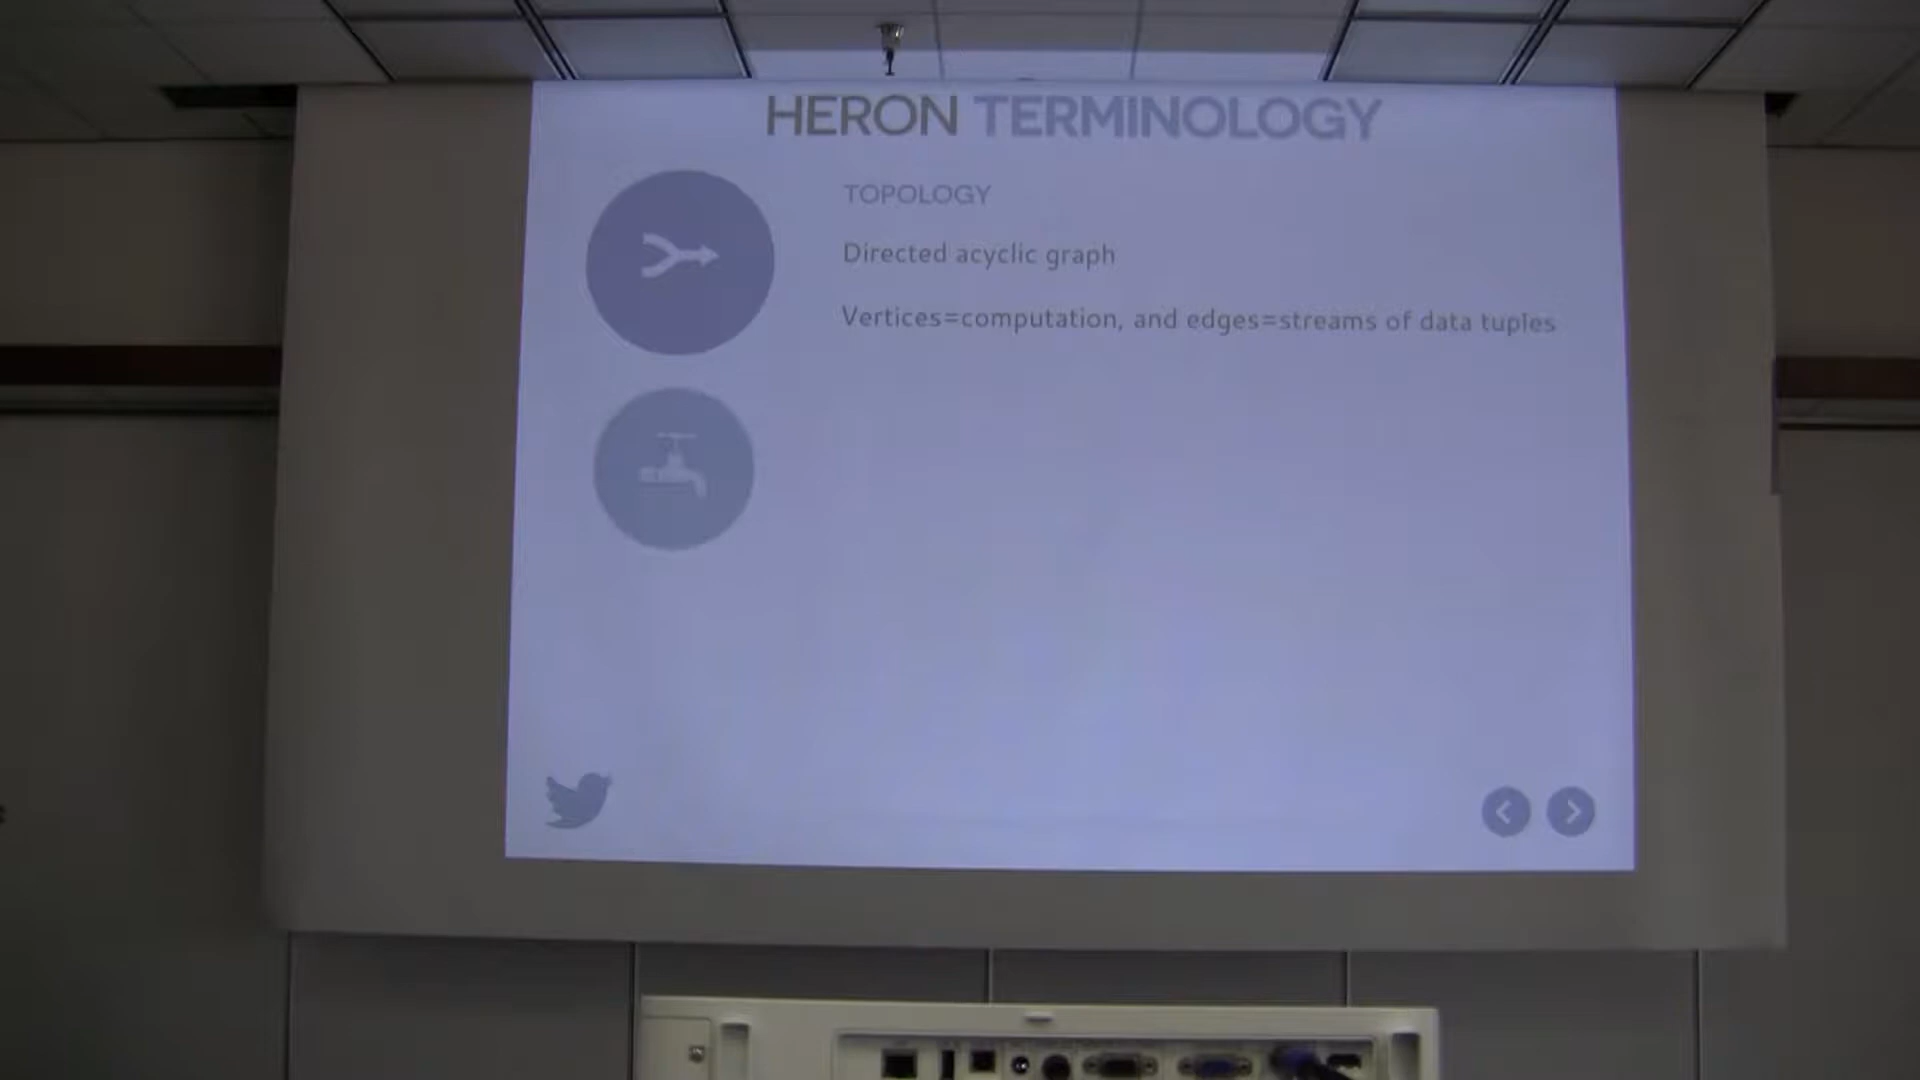 HERON TERMINOLOGY
TOPOLOGY
Directed acyclic graph
Vertices=computation, and edges=streams of data tuples